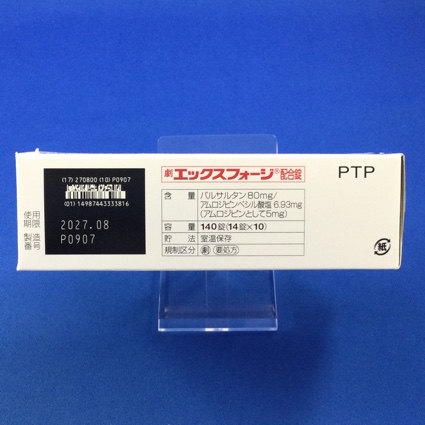 (17) 270800 (10) P0907
(01) 14987443333816
使用
期限
2027.08
製造
番号
P0907
劇 エックスフォージ®配合錠
含 量 バルサルタン 80mg/
アムロジピンベシル酸塩 6.93mg
(アムロジピンとして5mg)
容 量 140錠(14錠×10)
貯 法 室温保存
規制区分 劇 要処方
PTP
紙